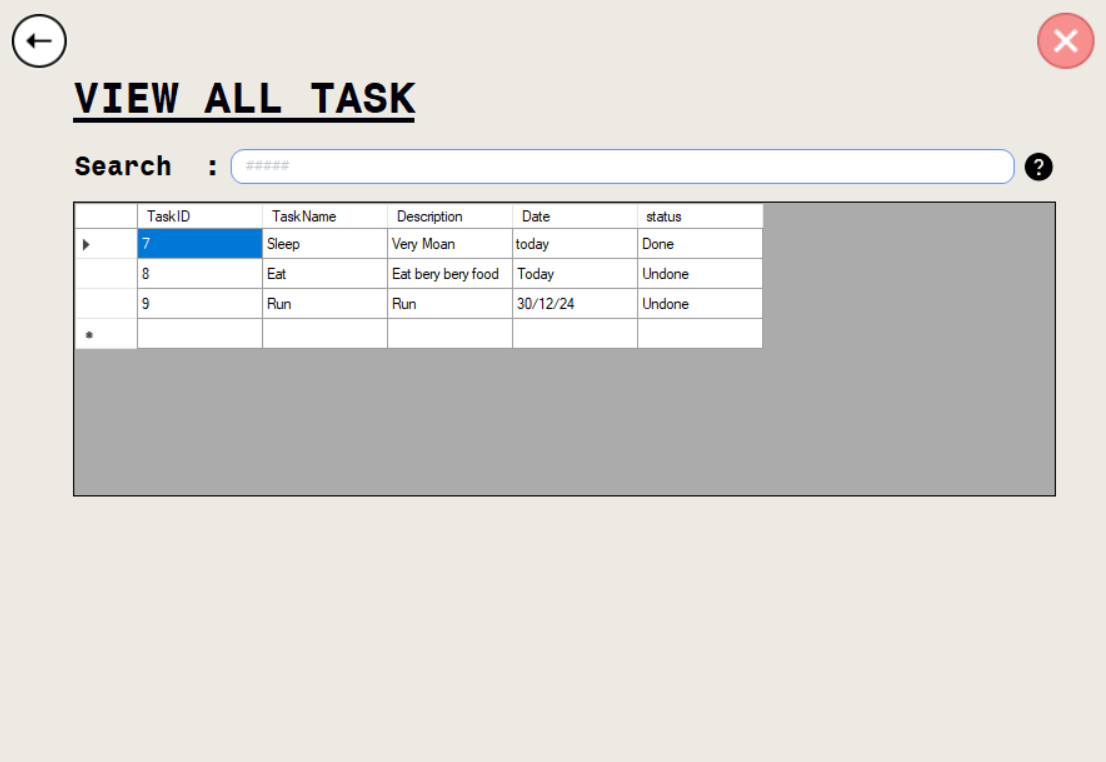 VIEW ALL TASK
Search :
#####
?
TaskID TaskName Description Date status
7 Sleep Very Moan today Done
8 Eat Eat bery bery food Today Undone
9 Run Run 30/12/24 Undone
*